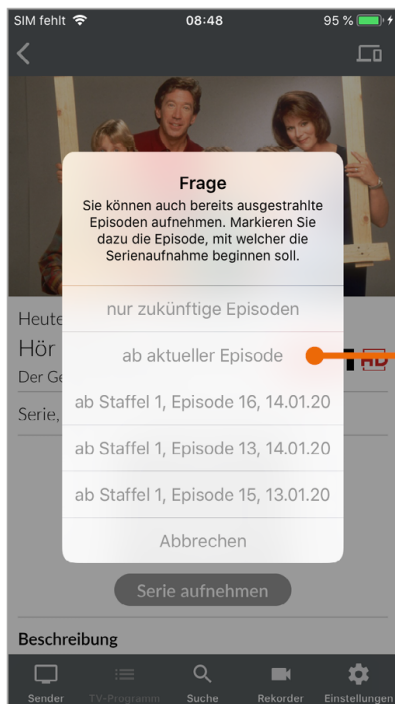 SIM fehlt 08:48 95 %
Frage
Sie können auch bereits ausgestrahlte
Episoden aufnehmen. Markieren Sie
dazu die Episode, mit welcher die
Serienaufnahme beginnen soll.
nur zukünftige Episoden
Heute
ab aktueller Episode
Hör
HD
Der Ge
ab Staffel 1, Episode 16, 14.01.20
Serie,
ab Staffel 1, Episode 13, 14.01.20
ab Staffel 1, Episode 15, 13.01.20
Abbrechen
Serie aufnehmen
Beschreibung
Sender TV-Programm Suche Rekorder Einstellungen